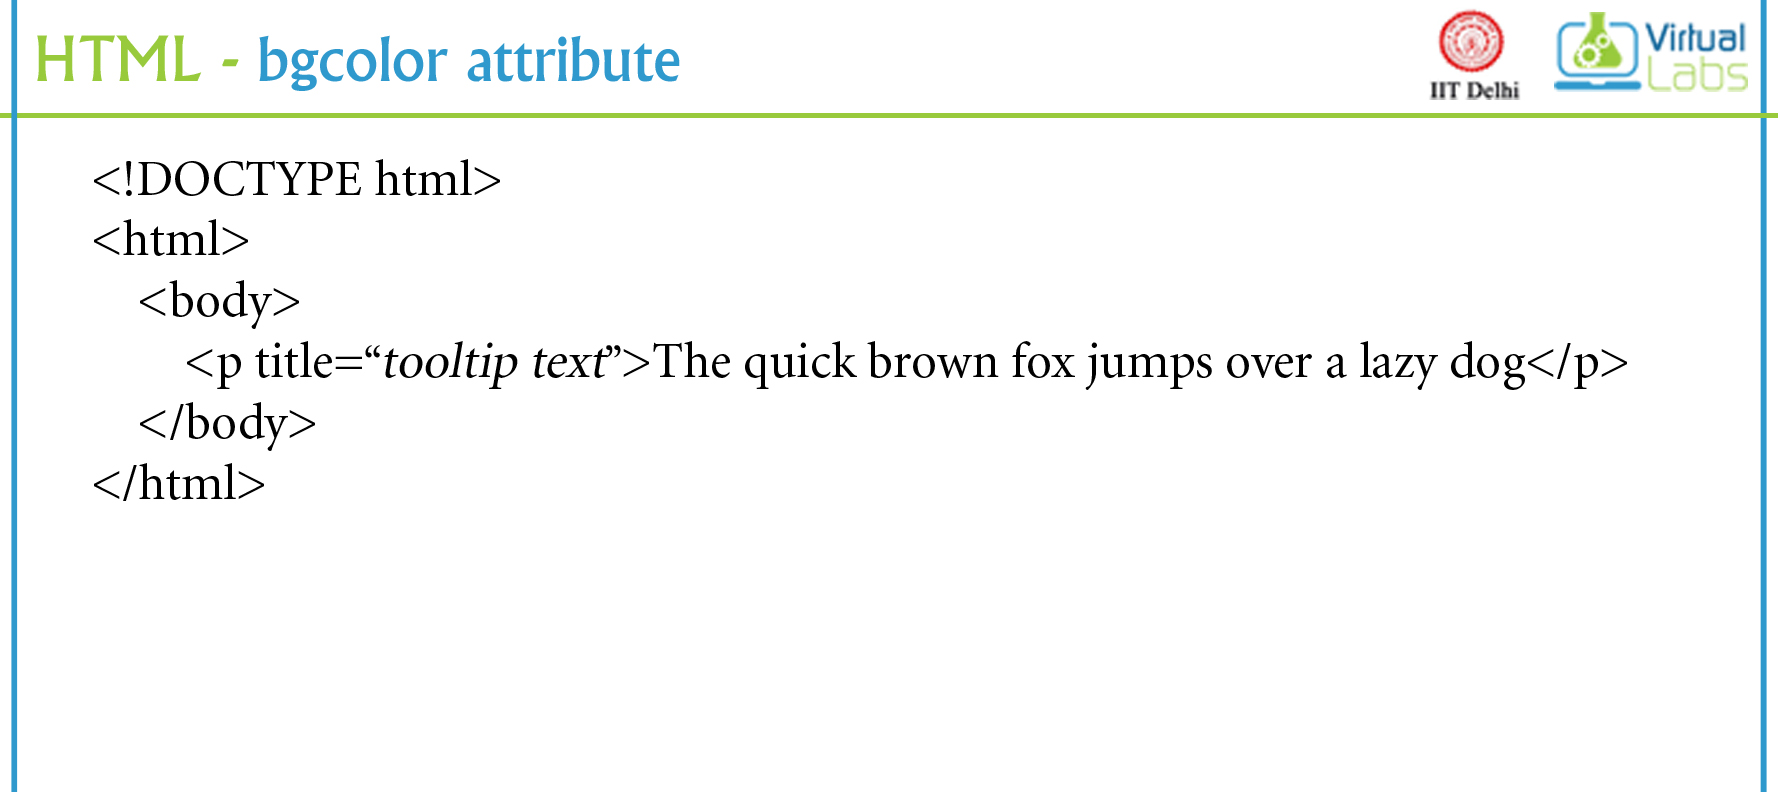 HTML - bgcolor attribute
IIT Delhi
Virtual
Labs
<!DOCTYPE html>
<html>
<body>
<p title=“tooltip text”>The quick brown fox jumps over a lazy dog</p>
</body>
</html>